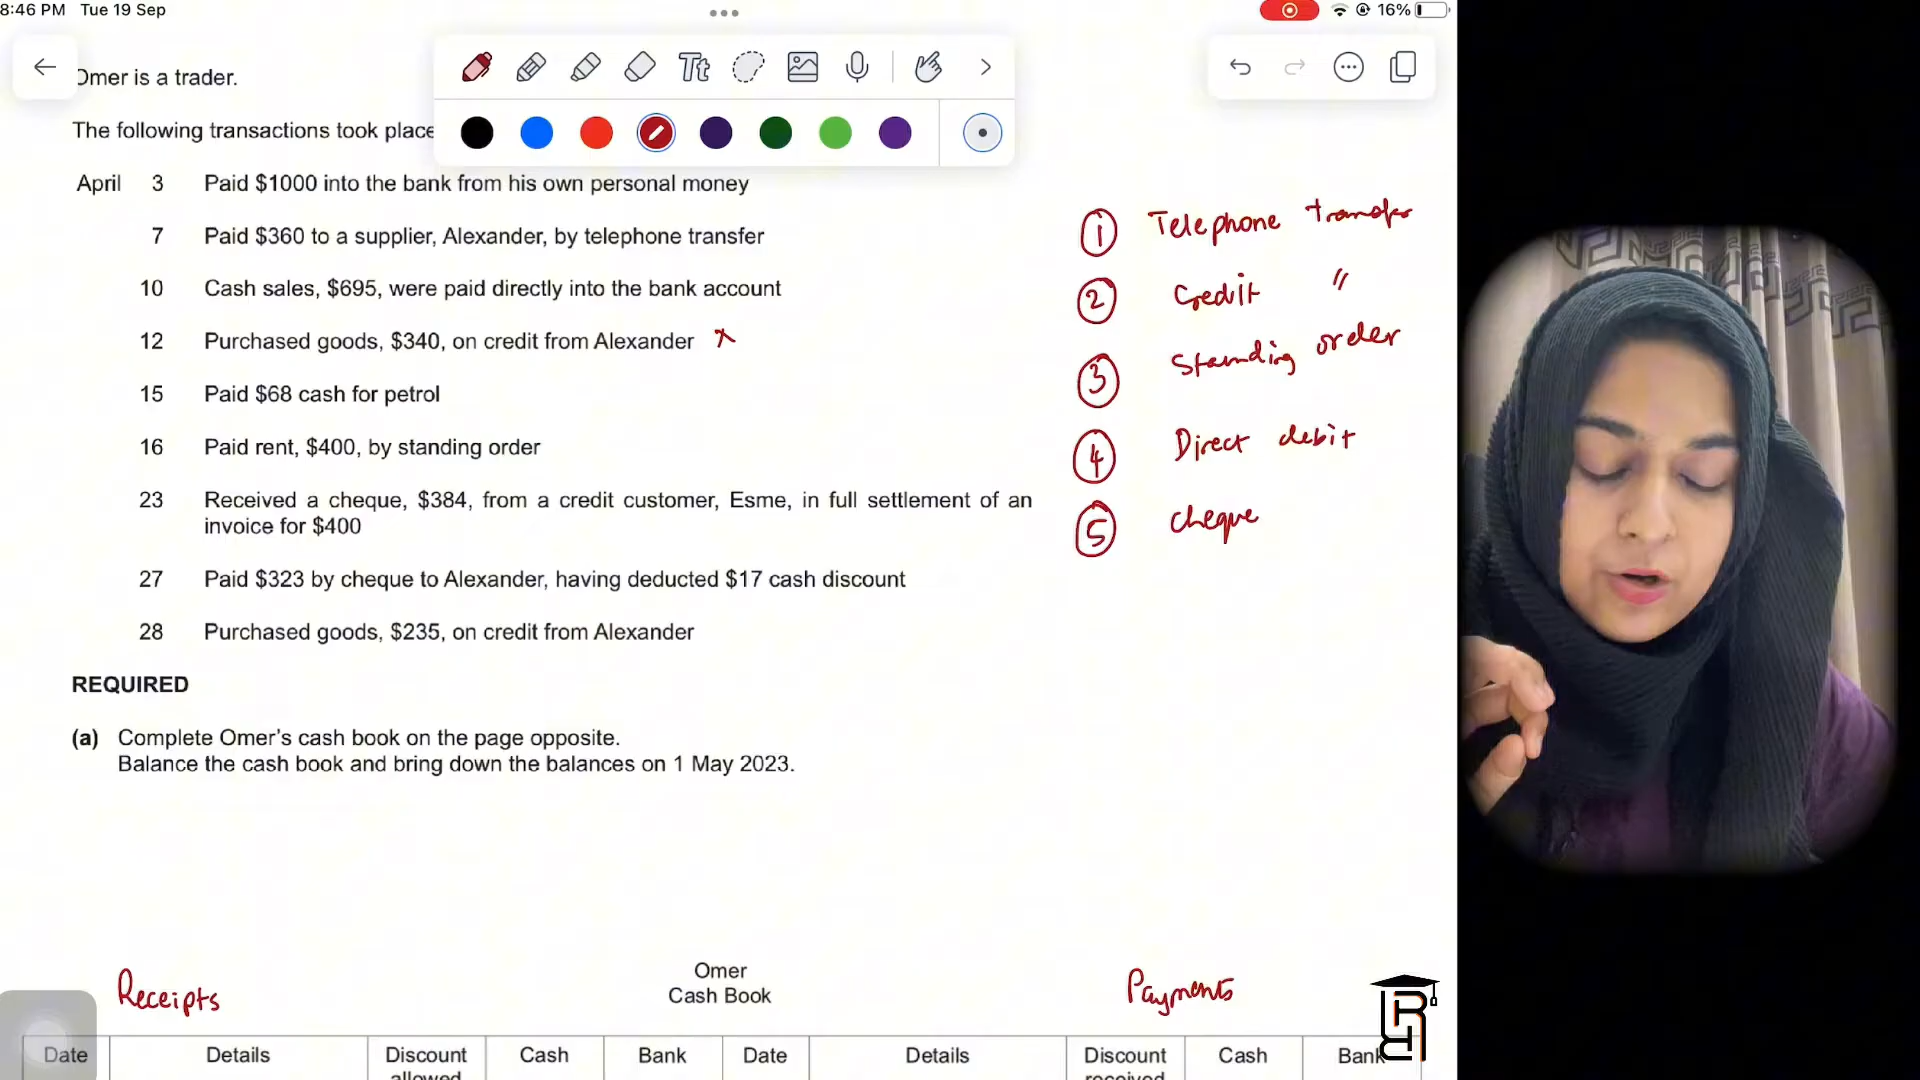 8:46 PM Tue 19 Sep
16%
Omer is a trader.
Tt
The following transactions took place
April 3 Paid $1000 into the bank from his own personal money
7 Paid $360 to a supplier, Alexander, by telephone transfer
10 Cash sales, $695, were paid directly into the bank account
12 Purchased goods, $340, on credit from Alexander x
15 Paid $68 cash for petrol
16 Paid rent, $400, by standing order
23 Received a cheque, $384, from a credit customer, Esme, in full settlement of an
invoice for $400
27 Paid $323 by cheque to Alexander, having deducted $17 cash discount
28 Purchased goods, $235, on credit from Alexander
① Telephone transfer
② Credit "
③ Standing order
④ Direct debit
⑤ cheque
REQUIRED
(a) Complete Omer's cash book on the page opposite.
Balance the cash book and bring down the balances on 1 May 2023.
Receipts
Omer
Cash Book
Payments
Date Details Discount Cash Bank Date Details Discount Cash Bank
allowed received